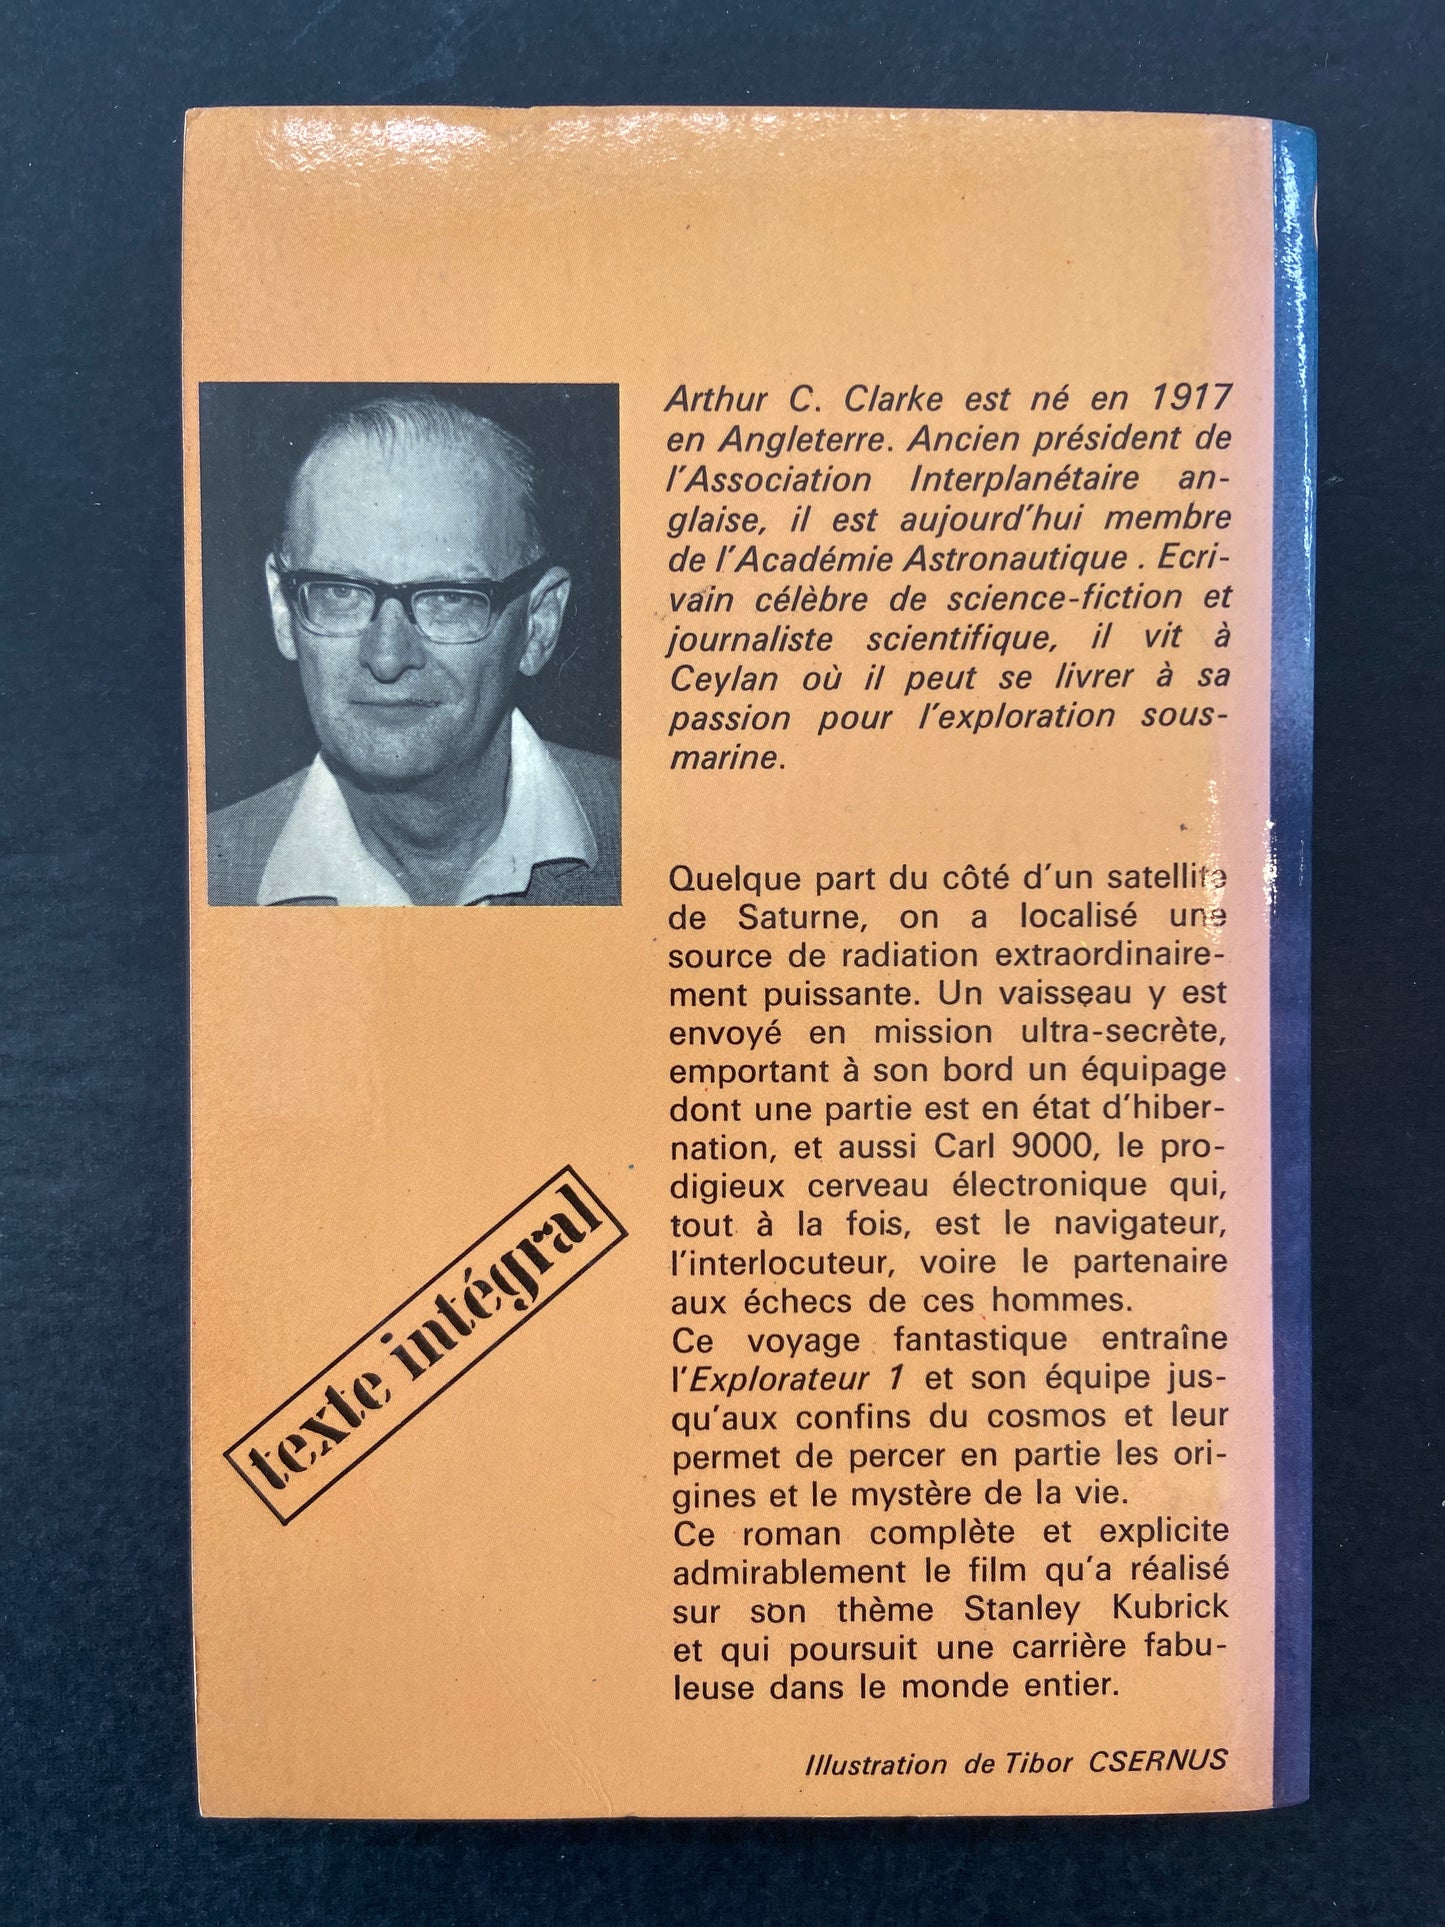 Arthur C. Clarke est né en 1917
en Angleterre. Ancien président de
l'Association Interplanétaire an-
glaise, il est aujourd'hui membre
de l'Académie Astronautique . Ecri-
vain célèbre de science-fiction et
journaliste scientifique, il vit à
Ceylan où il peut se livrer à sa
passion pour l'exploration sous-
marine.
Quelque part du côté d'un satellite
de Saturne, on a localisé une
source de radiation extraordinaire-
ment puissante. Un vaisseau y est
envoyé en mission ultra-secrète,
emportant à son bord un équipage
dont une partie est en état d'hiber-
nation, et aussi Carl 9000, le pro-
digieux cerveau électronique qui,
tout à la fois, est le navigateur,
l'interlocuteur, voire le partenaire
aux échecs de ces hommes.
Ce voyage fantastique entraîne
l'Explorateur 1 et son équipe jus-
qu'aux confins du cosmos et leur
permet de percer en partie les ori-
gines et le mystère de la vie.
Ce roman complète et explicite
admirablement le film qu'a réalisé
sur son thème Stanley Kubrick
et qui poursuit une carrière fabu-
leuse dans le monde entier.
texte intégral
Illustration de Tibor CSERNUS